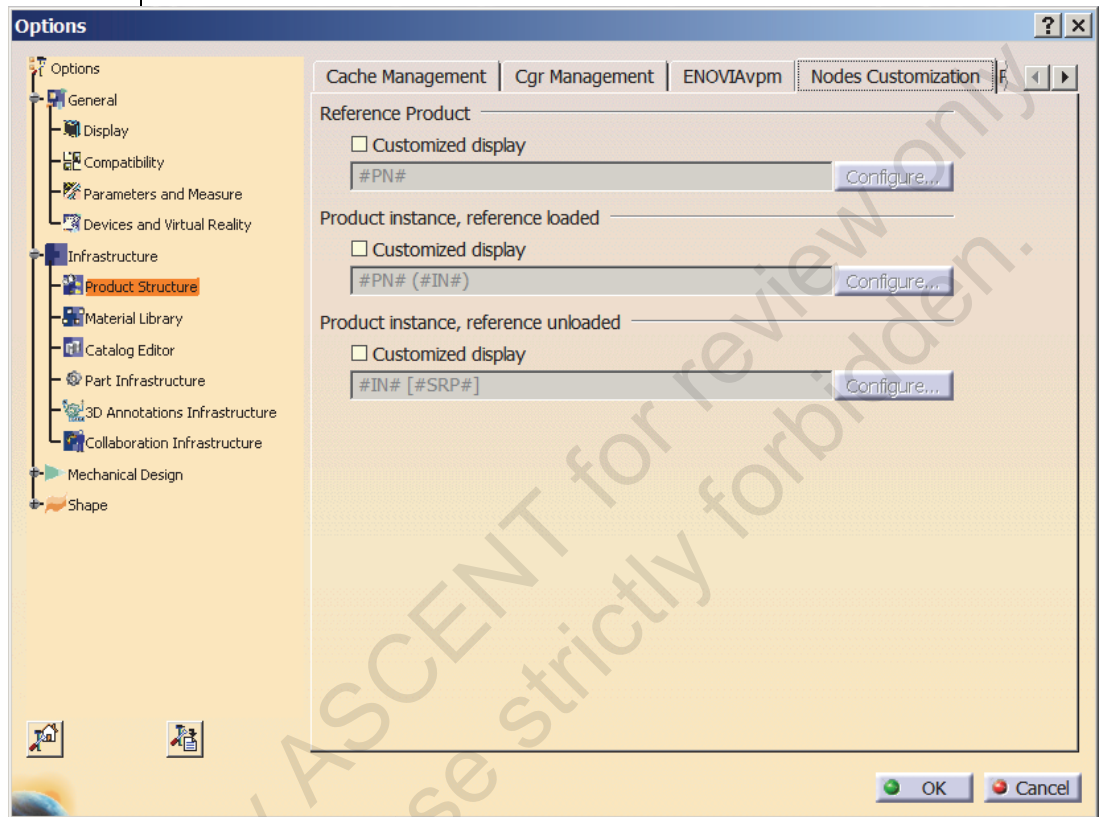 Options
? ×
Options
General
Display
Compatibility
Parameters and Measure
Devices and Virtual Reality
Infrastructure
Product Structure
Material Library
Catalog Editor
Part Infrastructure
3D Annotations Infrastructure
Collaboration Infrastructure
Mechanical Design
Shape
Cache Management Cgr Management ENOVIAvpm Nodes Customization
Reference Product
Customized display
#PN# Configure...
Product instance, reference loaded
Customized display
#PN# (#IN#) Configure...
Product instance, reference unloaded
Customized display
#IN# [#SRP#] Configure...
OK Cancel
ASCENT for review only
strictly forbidden.